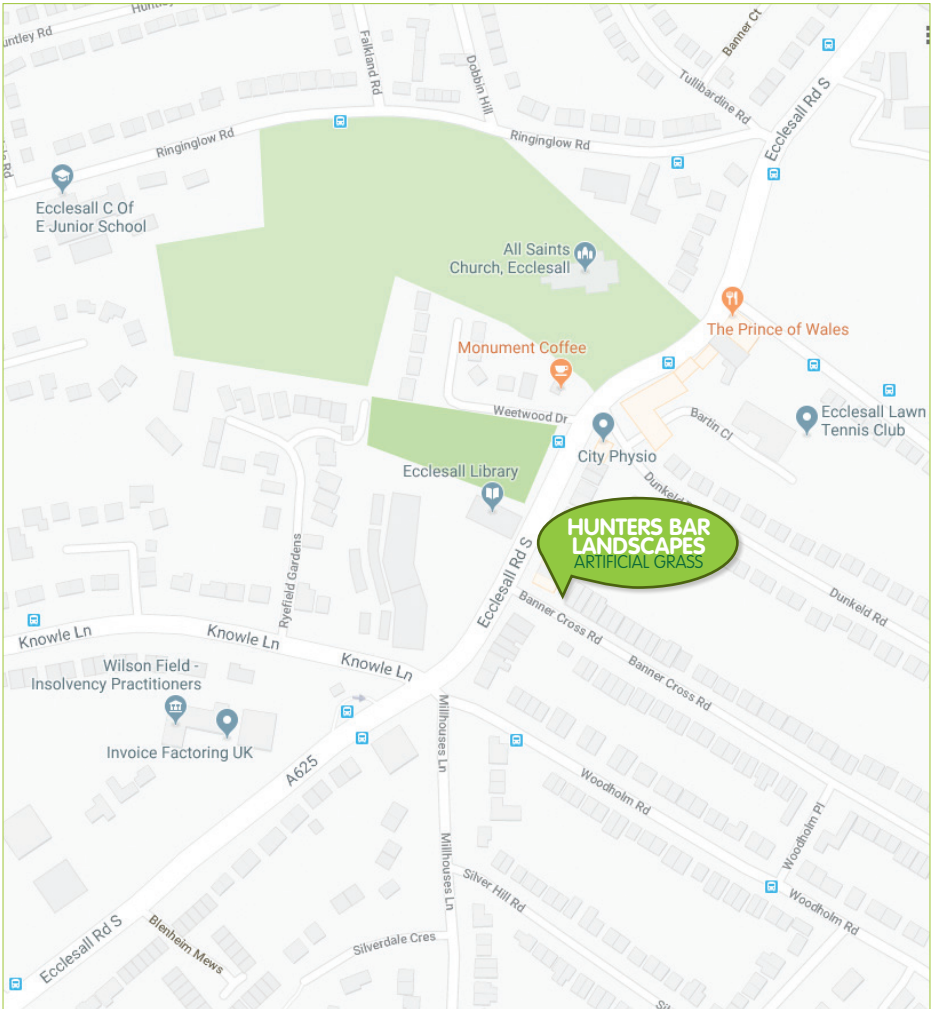 Huntl
untley Rd
Falkland Rd
Dobbin Hill
Banner Ct
Tullibardine Rd
Ecclesall Rd S
Ringinglow Rd
Ringinglow Rd
Rd
Ecclesall C Of
E Junior School
All Saints
Church, Ecclesall
The Prince of Wales
Monument Coffee
Weetwood Dr
Bartin Cl
Ecclesall Lawn
Tennis Club
City Physio
Ecclesall Library
Dunkeld
HUNTERS BAR
LANDSCAPES
ARTIFICIAL GRASS
Ecclesall Rd S
Ryefield Gardens
Banner Cross Rd
Dunkeld Rd
Knowle Ln
Knowle Ln
Knowle Ln
Banner Cross Rd
Wilson Field -
Insolvency Practitioners
Invoice Factoring UK
Millhouses Ln
A625
Woodholm Rd
Woodholm Pl
Millhouses Ln
Silver Hill Rd
Woodholm Rd
Ecclesall Rd S
Blenheim Mews
Silverdale Cres
Sil